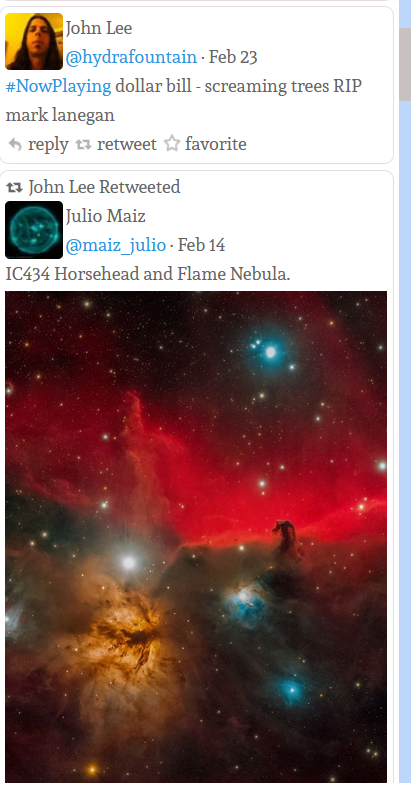 John Lee
@hydrafountain · Feb 23
#NowPlaying dollar bill - screaming trees RIP
mark lanegan
reply retweet favorite
John Lee Retweeted
Julio Maiz
@maiz_julio · Feb 14
IC434 Horsehead and Flame Nebula.